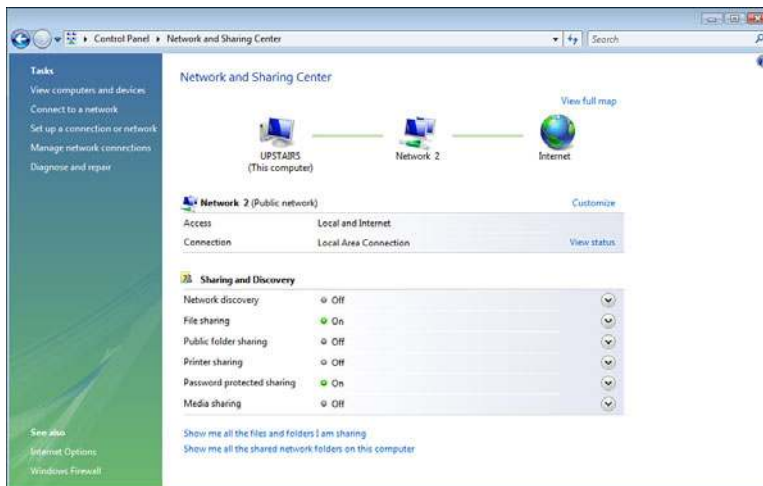 Control Panel ▸ Network and Sharing Center
Search
Tasks
View computers and devices
Connect to a network
Set up a connection or network
Manage network connections
Diagnose and repair
See also
Internet Options
Windows Firewall
Network and Sharing Center
View full map
UPSTAIRS
(This computer)
Network 2
Internet
Network 2 (Public network)
Customize
Access Local and Internet
Connection Local Area Connection View status
Sharing and Discovery
Network discovery Off
File sharing On
Public folder sharing Off
Printer sharing Off
Password protected sharing On
Media sharing Off
Show me all the files and folders I am sharing
Show me all the shared network folders on this computer